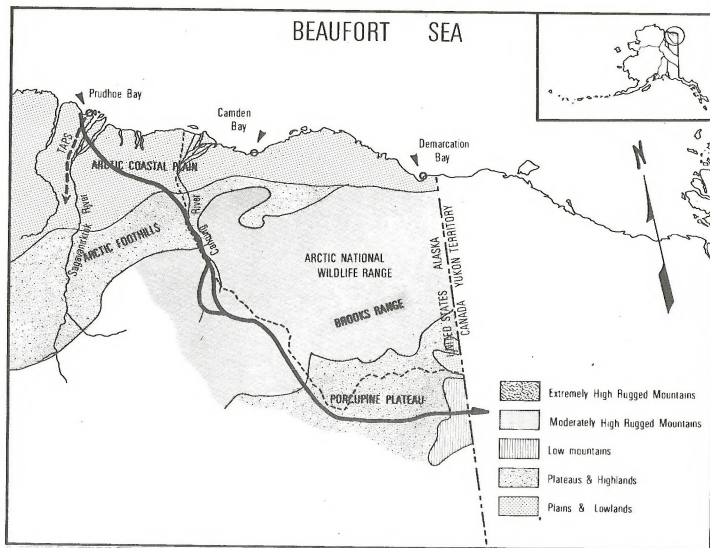 BEAUFORT SEA
Prudhoe Bay
Camden
Bay
Demarcation
Bay
TAPS
ARCTIC COASTAL PLAIN
N
Sagavanirktok River
Canning River
ARCTIC FOOTHILLS
ARCTIC NATIONAL
WILDLIFE RANGE
BROOKS RANGE
UNITED STATES ALASKA
CANADA YUKON TERRITORY
PORCUPINE PLATEAU
Extremely High Rugged Mountains
Moderately High Rugged Mountains
Low mountains
Plateaus & Highlands
Plains & Lowlands